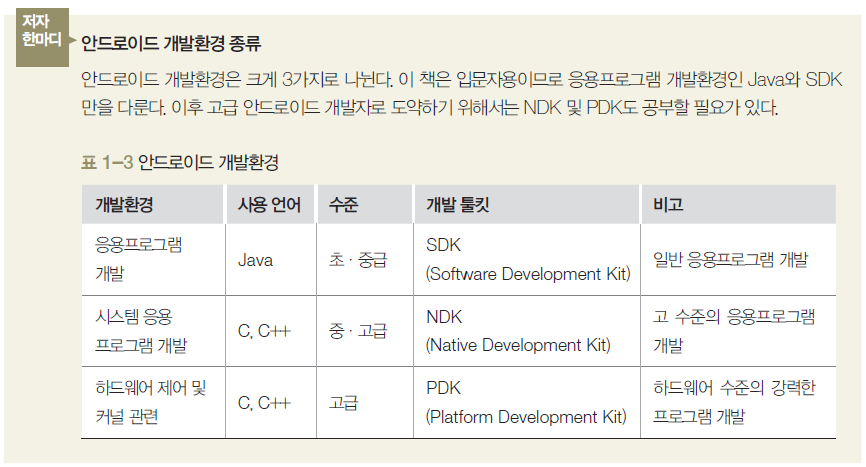 저자
한마디
안드로이드 개발환경 종류
안드로이드 개발환경은 크게 3가지로 나뉜다. 이 책은 입문자용이므로 응용프로그램 개발환경인 Java와 SDK
만을 다룬다. 이후 고급 안드로이드 개발자로 도약하기 위해서는 NDK 및 PDK도 공부할 필요가 있다.
표 1-3 안드로이드 개발환경
개발환경 사용 언어 수준 개발 툴킷 비고
응용프로그램
개발
Java
초·중급
SDK
(Software Development Kit)
일반 응용프로그램 개발
시스템 응용
프로그램 개발
C, C++
중·고급
NDK
(Native Development Kit)
고 수준의 응용프로그램
개발
하드웨어 제어 및
커널 관련
C, C++
고급
PDK
(Platform Development Kit)
하드웨어 수준의 강력한
프로그램 개발